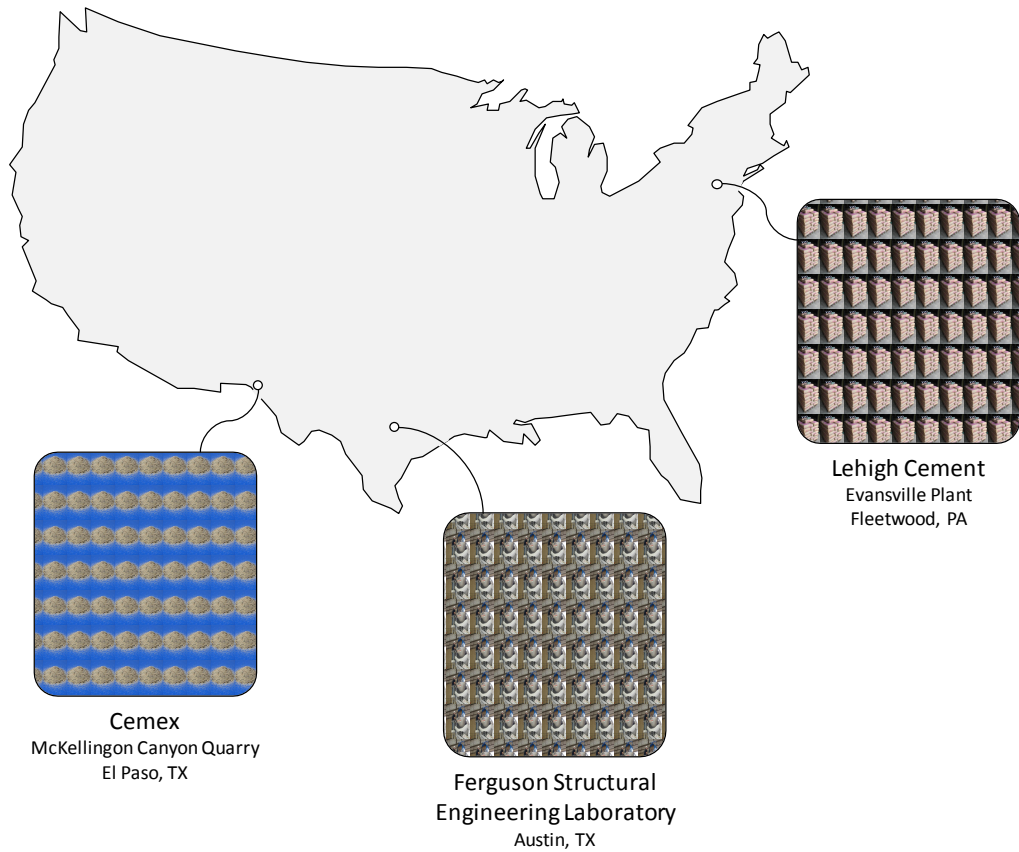 Lehigh Cement
Evansville Plant
Fleetwood, PA
Cemex
McKellingon Canyon Quarry
El Paso, TX
Ferguson Structural
Engineering Laboratory
Austin, TX